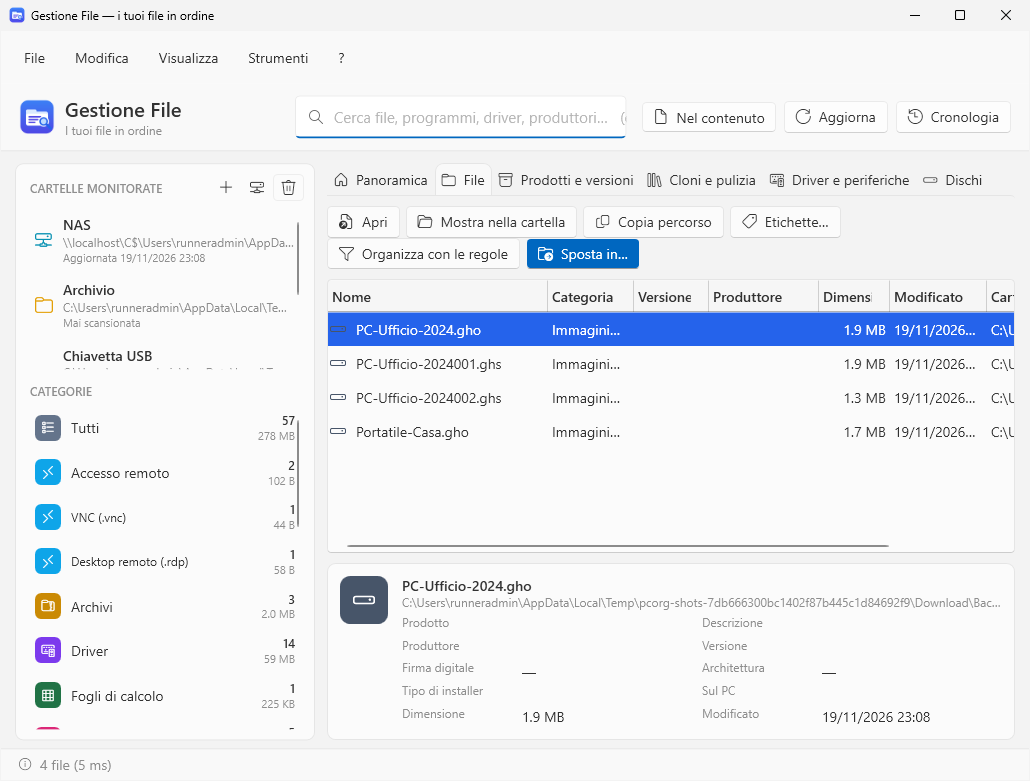 Gestione File — i tuoi file in ordine
File Modifica Visualizza Strumenti ?
Gestione File
I tuoi file in ordine
Cerca file, programmi, driver, produttori...
Nel contenuto
Aggiorna
Cronologia
CARTELLE MONITORATE
NAS
\\localhost\C$\Users\runneradmin\AppDa...
Aggiornata 19/11/2026 23:08
Archivio
C:\Users\runneradmin\AppData\Local\Te...
Mai scansionata
Chiavetta USB
CATEGORIE
Tutti 57
278 MB
Accesso remoto 2
102 B
VNC (.vnc) 1
44 B
Desktop remoto (.rdp) 1
58 B
Archivi 3
2.0 MB
Driver 14
59 MB
Fogli di calcolo 1
225 KB
Panoramica File Prodotti e versioni Cloni e pulizia Driver e periferiche Dischi
Apri Mostra nella cartella Copia percorso Etichette...
Organizza con le regole Sposta in...
Nome Categoria Versione Produttore Dimensi Modificato Car
PC-Ufficio-2024.gho Immagini... 1.9 MB 19/11/2026... C:\U
PC-Ufficio-2024001.ghs Immagini... 1.9 MB 19/11/2026... C:\U
PC-Ufficio-2024002.ghs Immagini... 1.3 MB 19/11/2026... C:\U
Portatile-Casa.gho Immagini... 1.7 MB 19/11/2026... C:\U
PC-Ufficio-2024.gho
C:\Users\runneradmin\AppData\Local\Temp\pcorg-shots-7db666300bc1402f87b445c1d84692f9\Download\Bac...
Prodotto Descrizione
Produttore Versione
Firma digitale — Architettura —
Tipo di installer Sul PC
Dimensione 1.9 MB Modificato 19/11/2026 23:08
4 file (5 ms)